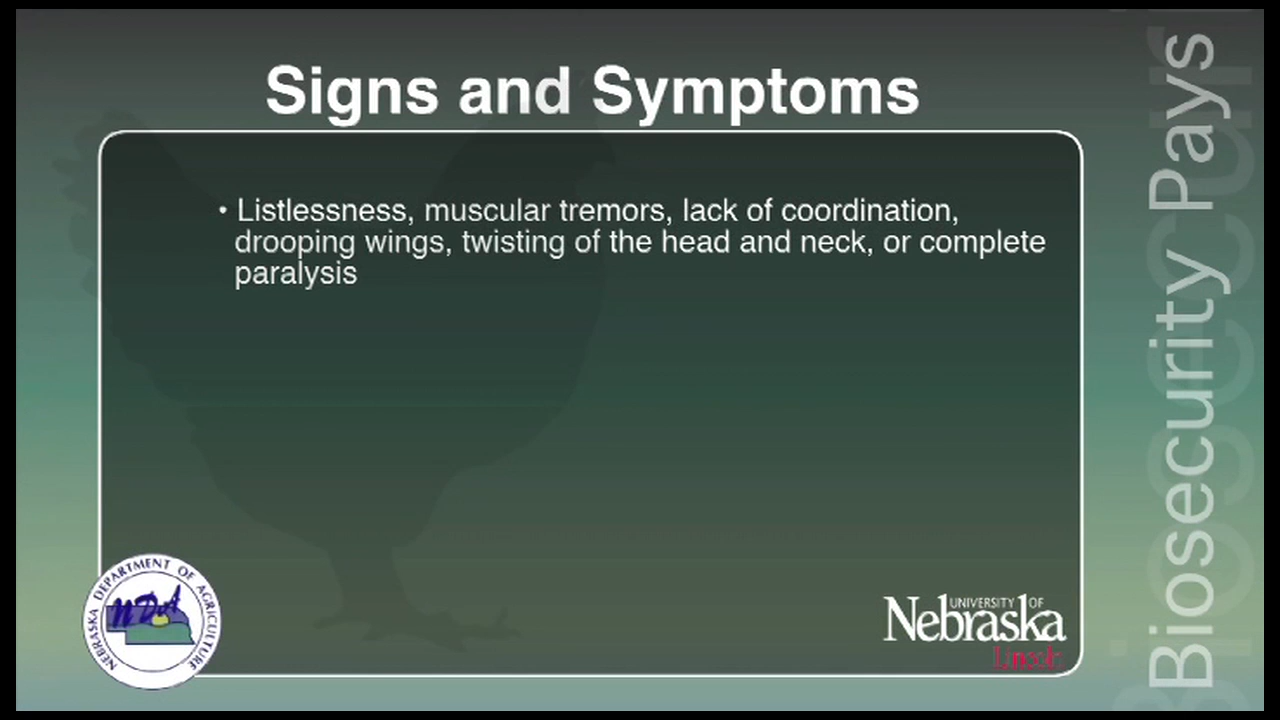 Signs and Symptoms
• Listlessness, muscular tremors, lack of coordination,
drooping wings, twisting of the head and neck, or complete
paralysis
Biosecurity Pays
NEBRASKA DEPARTMENT OF AGRICULTURE
NDoA
UNIVERSITY OF
Nebraska
Lincoln